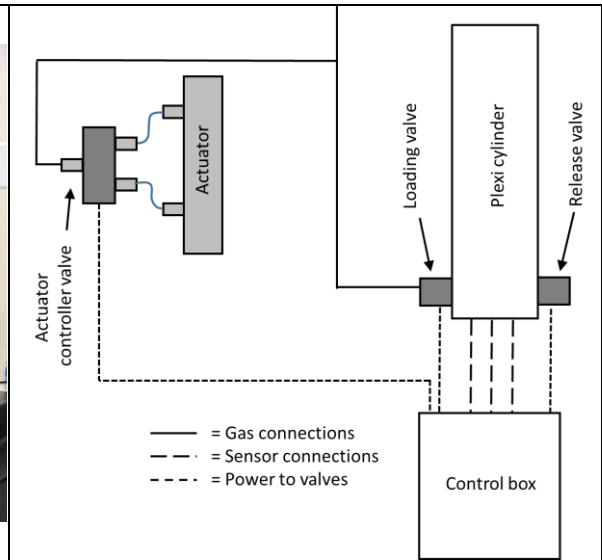 Actuator
Plexi cylinder
Loading valve
Release valve
Actuator
controller valve
= Gas connections
= Sensor connections
= Power to valves
Control box